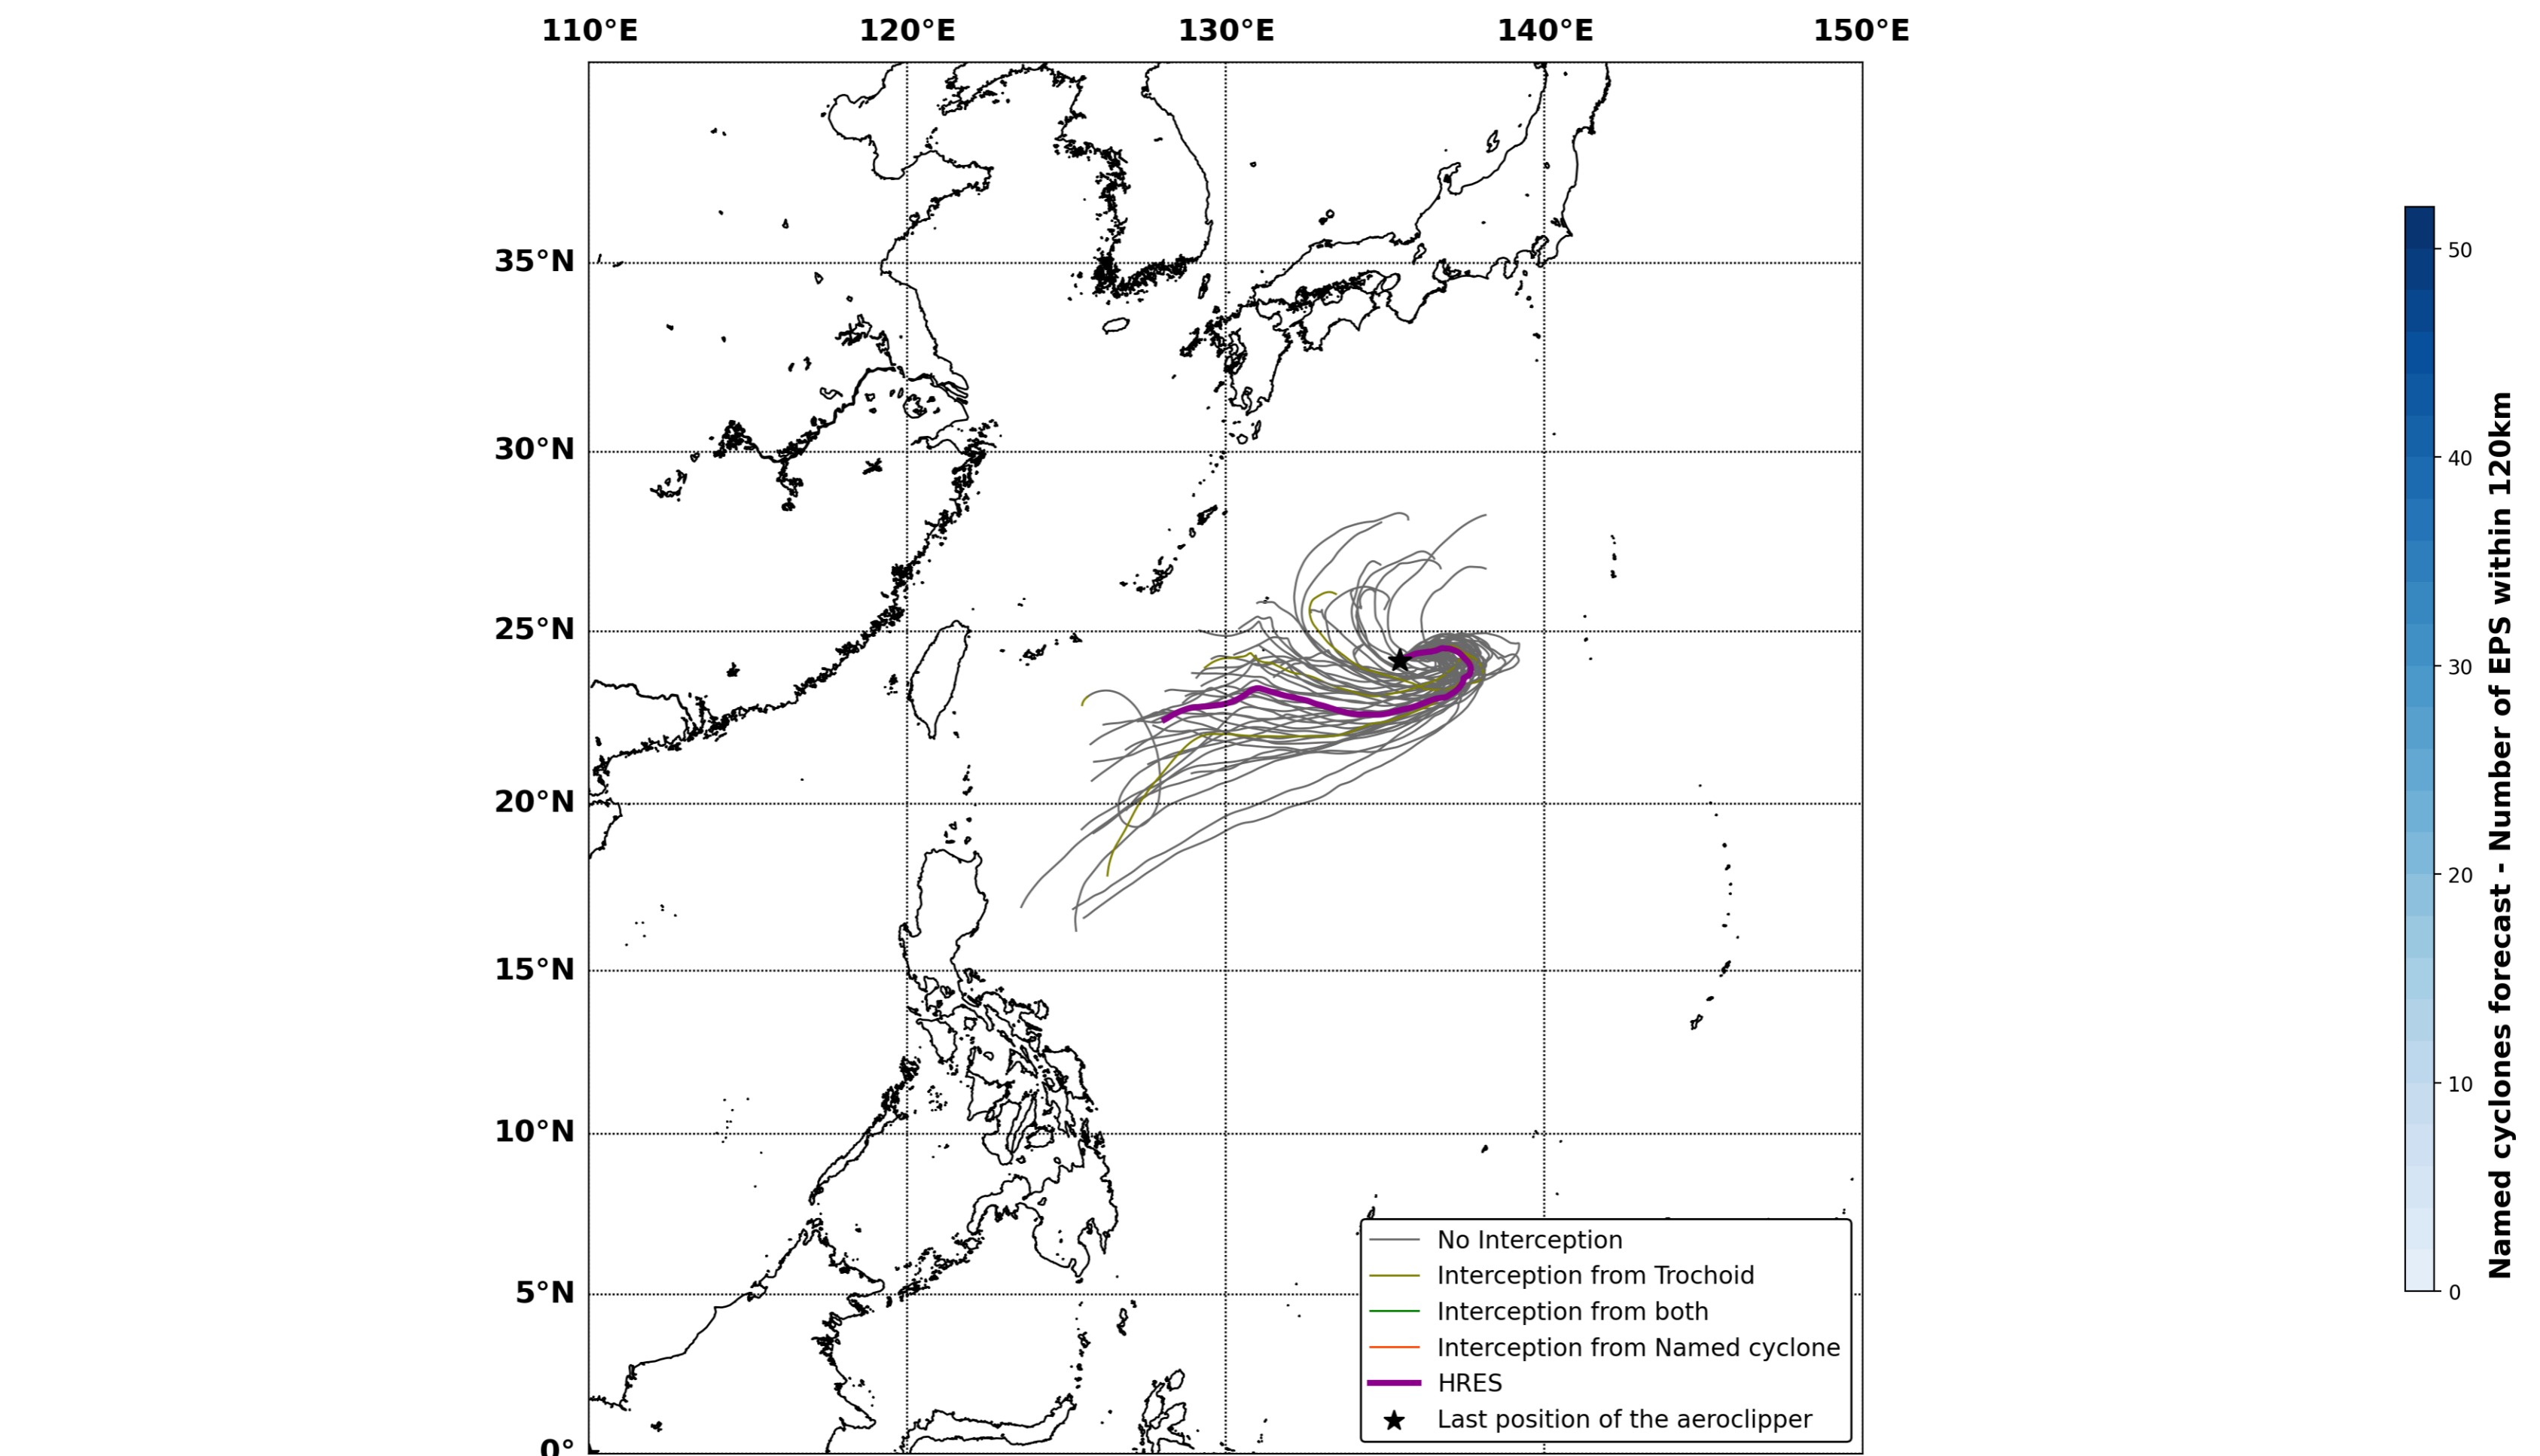 110°E 120°E 130°E 140°E 150°E
35°N
30°N
25°N
20°N
15°N
10°N
5°N
0°
No Interception
Interception from Trochoid
Interception from both
Interception from Named cyclone
HRES
Last position of the aeroclipper
50
40
30
20
10
0
Named cyclones forecast - Number of EPS within 120km